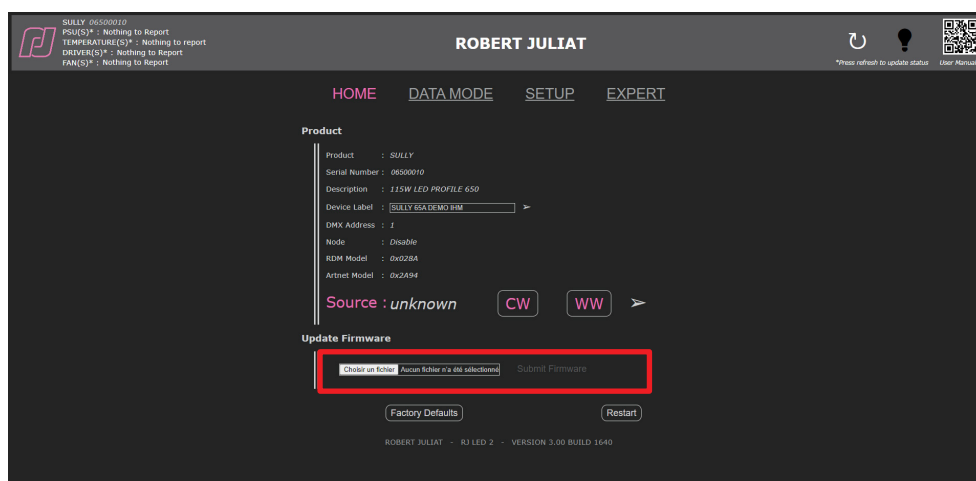 SULLY 06500010
PSU(S)* : Nothing to Report
TEMPERATURE(S)* : Nothing to report
DRIVER(S)* : Nothing to Report
FAN(S)* : Nothing to Report
ROBERT JULIAT
*Press refresh to update status
User Manual
HOME DATA MODE SETUP EXPERT
Product
Product : SULLY
Serial Number : 06500010
Description : 115W LED PROFILE 650
Device Label : SULLY 65A DEMO IHM
DMX Address : 1
Node : Disable
RDM Model : 0x028A
Artnet Model : 0x2A94
Source : unknown CW WW
Update Firmware
Choisir un fichier Aucun fichier n'a été sélectionné Submit Firmware
Factory Defaults Restart
ROBERT JULIAT - RJ LED 2 - VERSION 3.00 BUILD 1640